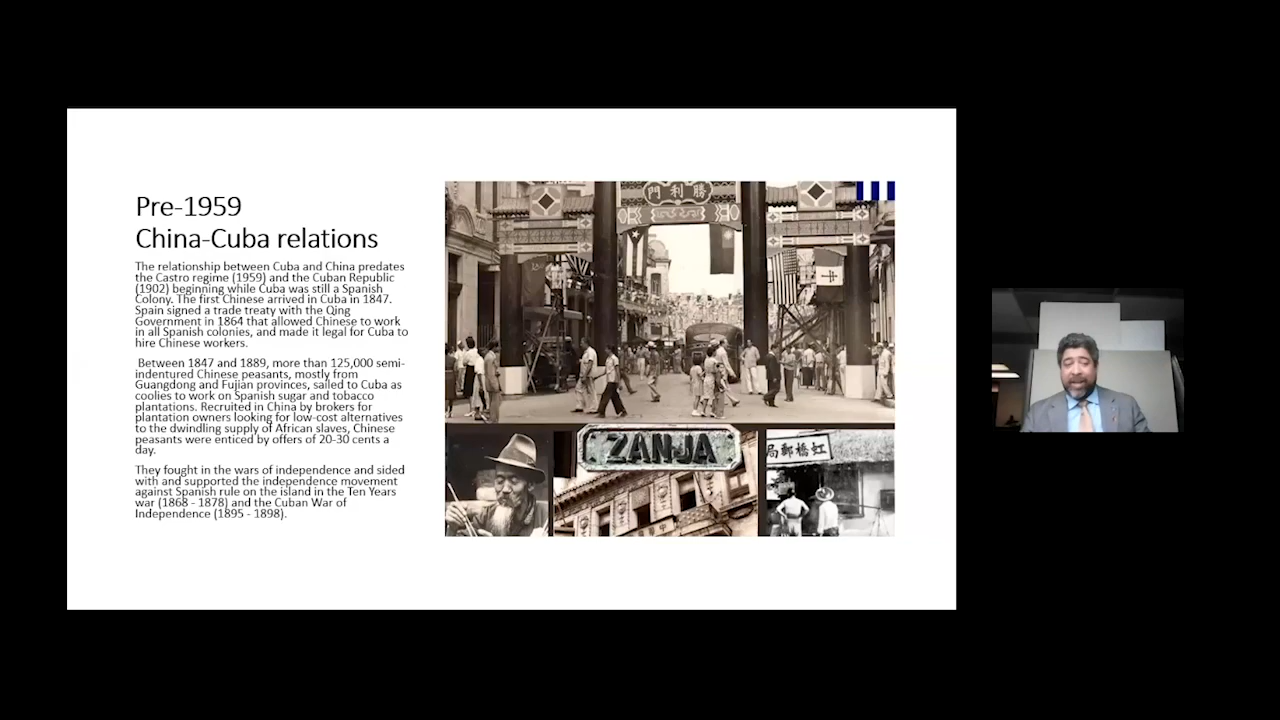 Pre-1959
China-Cuba relations
The relationship between Cuba and China predates
the Castro regime (1959) and the Cuban Republic
(1902) beginning while Cuba was still a Spanish
Colony. The first Chinese arrived in Cuba in 1847.
Spain signed a trade treaty with the Qing
Government in 1864 that allowed Chinese to work
in all Spanish colonies, and made it legal for Cuba to
hire Chinese workers.
Between 1847 and 1889, more than 125,000 semi-
indentured Chinese peasants, mostly from
Guangdong and Fujian provinces, sailed to Cuba as
coolies to work on Spanish sugar and tobacco
plantations. Recruited in China by brokers for
plantation owners looking for low-cost alternatives
to the dwindling supply of African slaves, Chinese
peasants were enticed by offers of 20-30 cents a
day.
They fought in the wars of independence and sided
with and supported the independence movement
against Spanish rule on the island in the Ten Years
war (1868 - 1878) and the Cuban War of
Independence (1895 - 1898).
門利勝
ZANJA
局郵橋虹